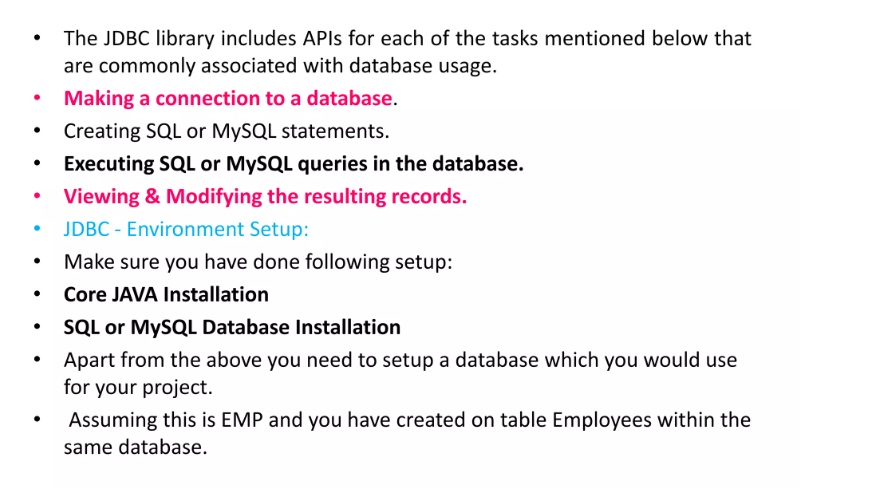 • The JDBC library includes APIs for each of the tasks mentioned below that
are commonly associated with database usage.
• Making a connection to a database.
• Creating SQL or MySQL statements.
• Executing SQL or MySQL queries in the database.
• Viewing & Modifying the resulting records.
• JDBC - Environment Setup:
• Make sure you have done following setup:
• Core JAVA Installation
• SQL or MySQL Database Installation
• Apart from the above you need to setup a database which you would use
for your project.
• Assuming this is EMP and you have created on table Employees within the
same database.